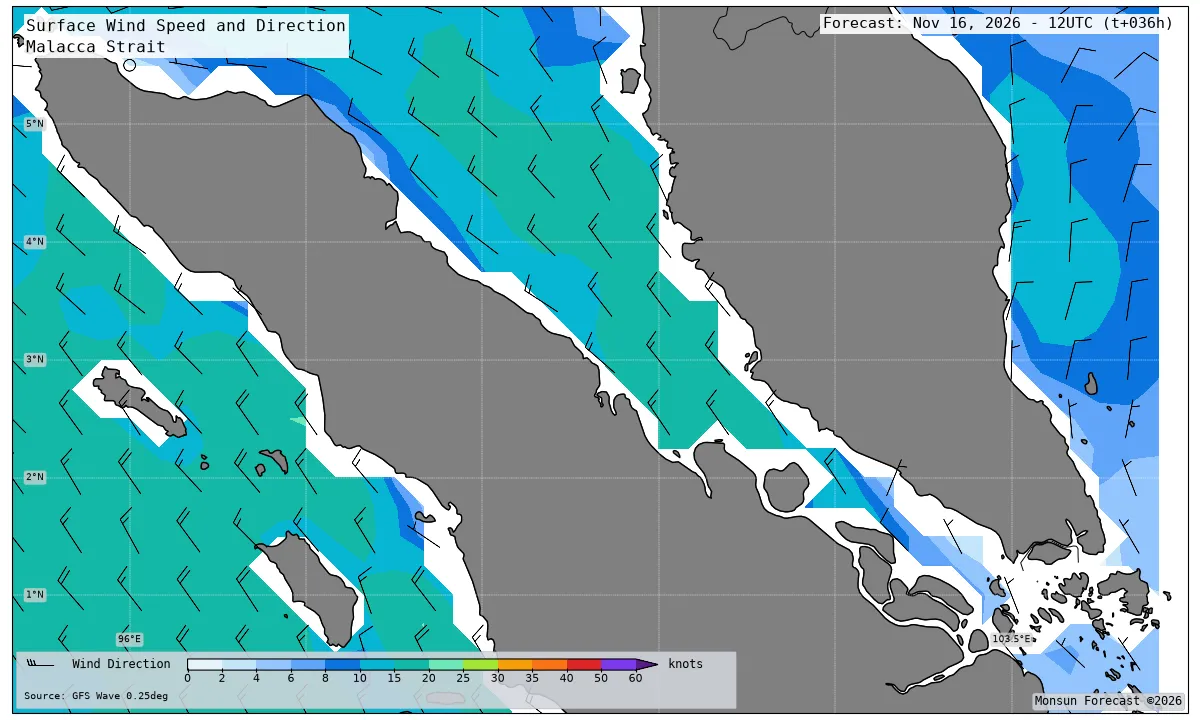 Surface Wind Speed and Direction
Malacca Strait
Forecast: Nov 16, 2026 - 12UTC (t+036h)
5°N
4°N
3°N
2°N
1°N
96°E
103.5°E
Wind Direction
0 2 4 6 8 10 12 15 20 25 30 35 40 50 60
knots
Source: GFS Wave 0.25deg
Monsun Forecast ©2026